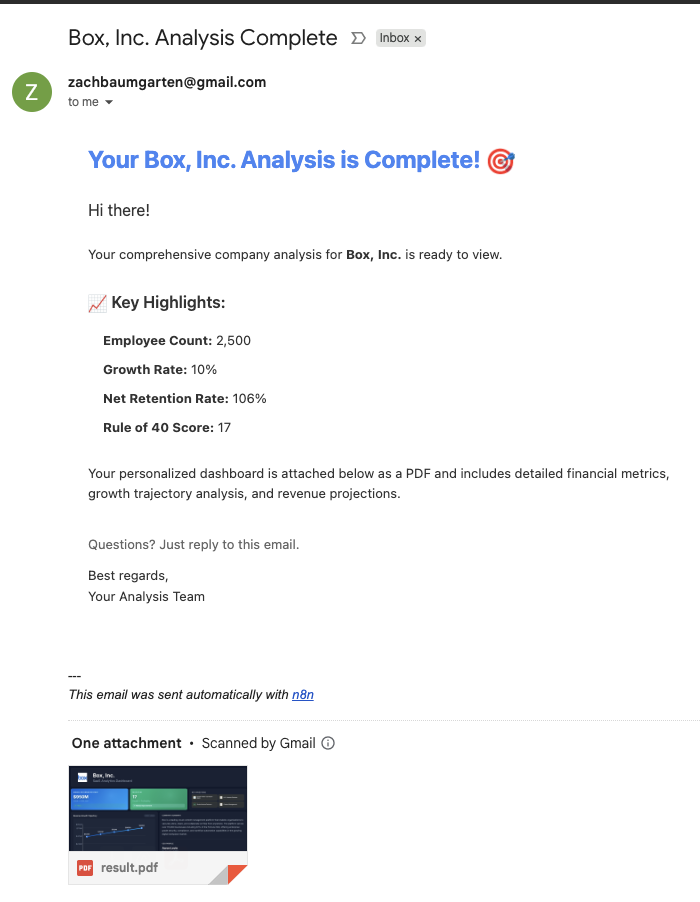 Box, Inc. Analysis Complete
Inbox ×
Z
zachbaumgarten@gmail.com
to me
Your Box, Inc. Analysis is Complete! 🎯
Hi there!
Your comprehensive company analysis for Box, Inc. is ready to view.
📈 Key Highlights:
Employee Count: 2,500
Growth Rate: 10%
Net Retention Rate: 106%
Rule of 40 Score: 17
Your personalized dashboard is attached below as a PDF and includes detailed financial metrics,
growth trajectory analysis, and revenue projections.
Questions? Just reply to this email.
Best regards,
Your Analysis Team
---
This email was sent automatically with n8n
One attachment • Scanned by Gmail
Box, Inc.
17
PDF result.pdf